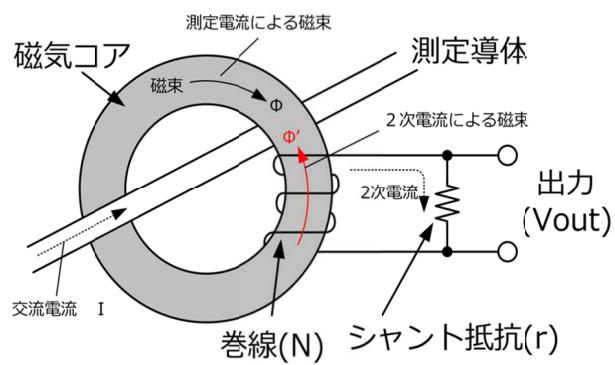 測定電流による磁束
磁気コア
測定導体
磁束
Φ
Φ′
２次電流による磁束
2次電流
出力
(Vout)
交流電流 I
巻線(N)
シャント抵抗(r)